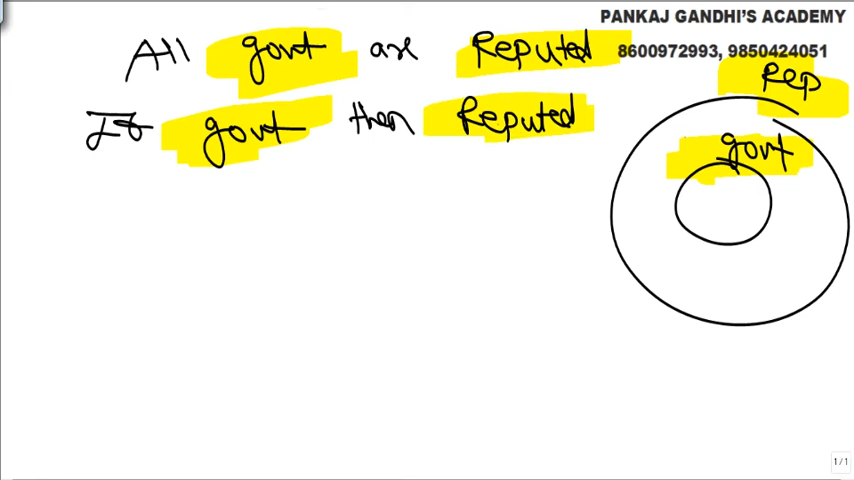 PANKAJ GANDHI'S ACADEMY
8600972993, 9850424051
All govt are Reputed
If govt then Reputed
Rep
govt
1/1